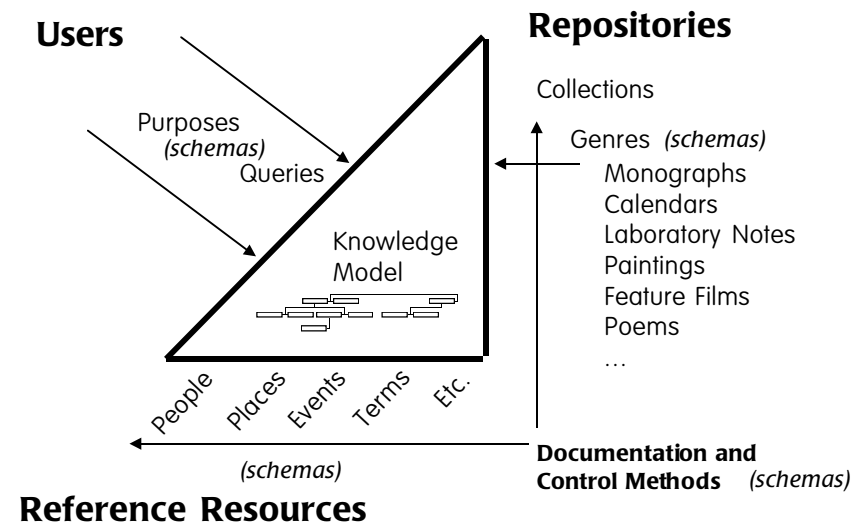 Users
Repositories
Collections
Purposes
(schemas)
Queries
Genres (schemas)
Monographs
Calendars
Laboratory Notes
Paintings
Feature Films
Poems
...
Knowledge
Model
People
Places
Events
Terms
Etc.
(schemas)
Documentation and
Control Methods (schemas)
Reference Resources